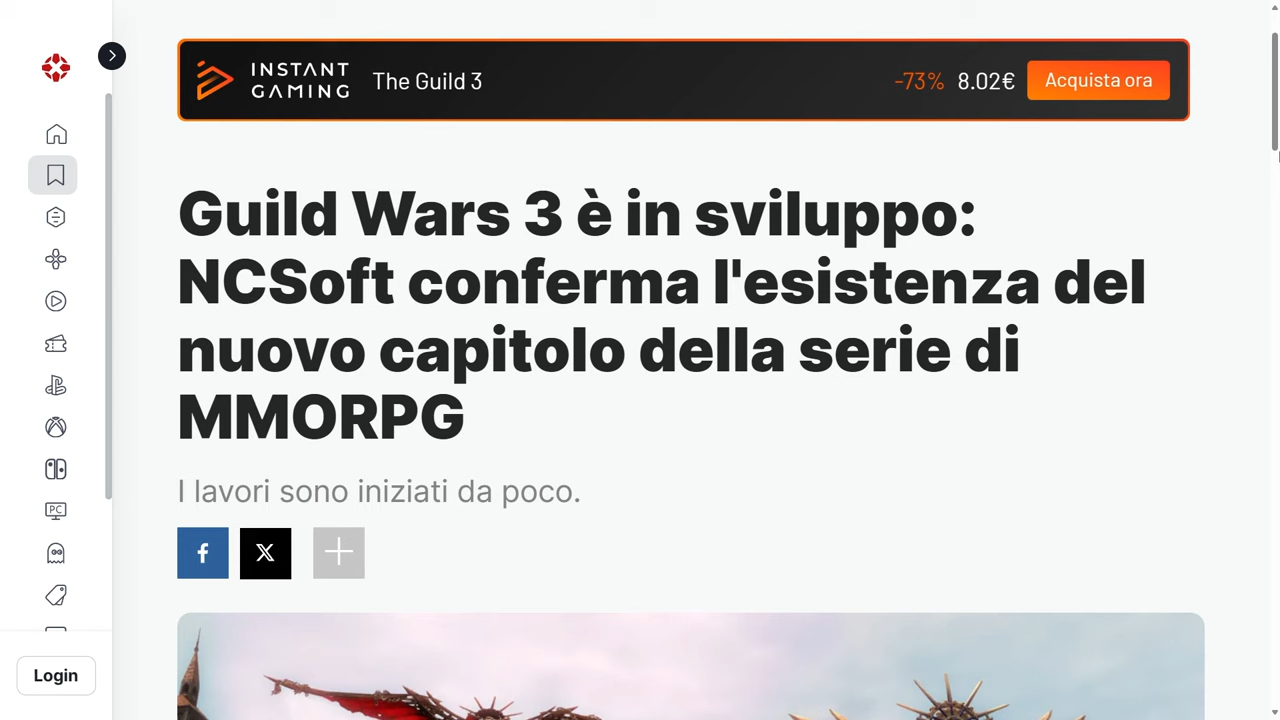 INSTANT
GAMING
The Guild 3
-73%
8.02€
Acquista ora
Guild Wars 3 è in sviluppo:
NCSoft conferma l'esistenza del
nuovo capitolo della serie di
MMORPG
I lavori sono iniziati da poco.
PC
Login